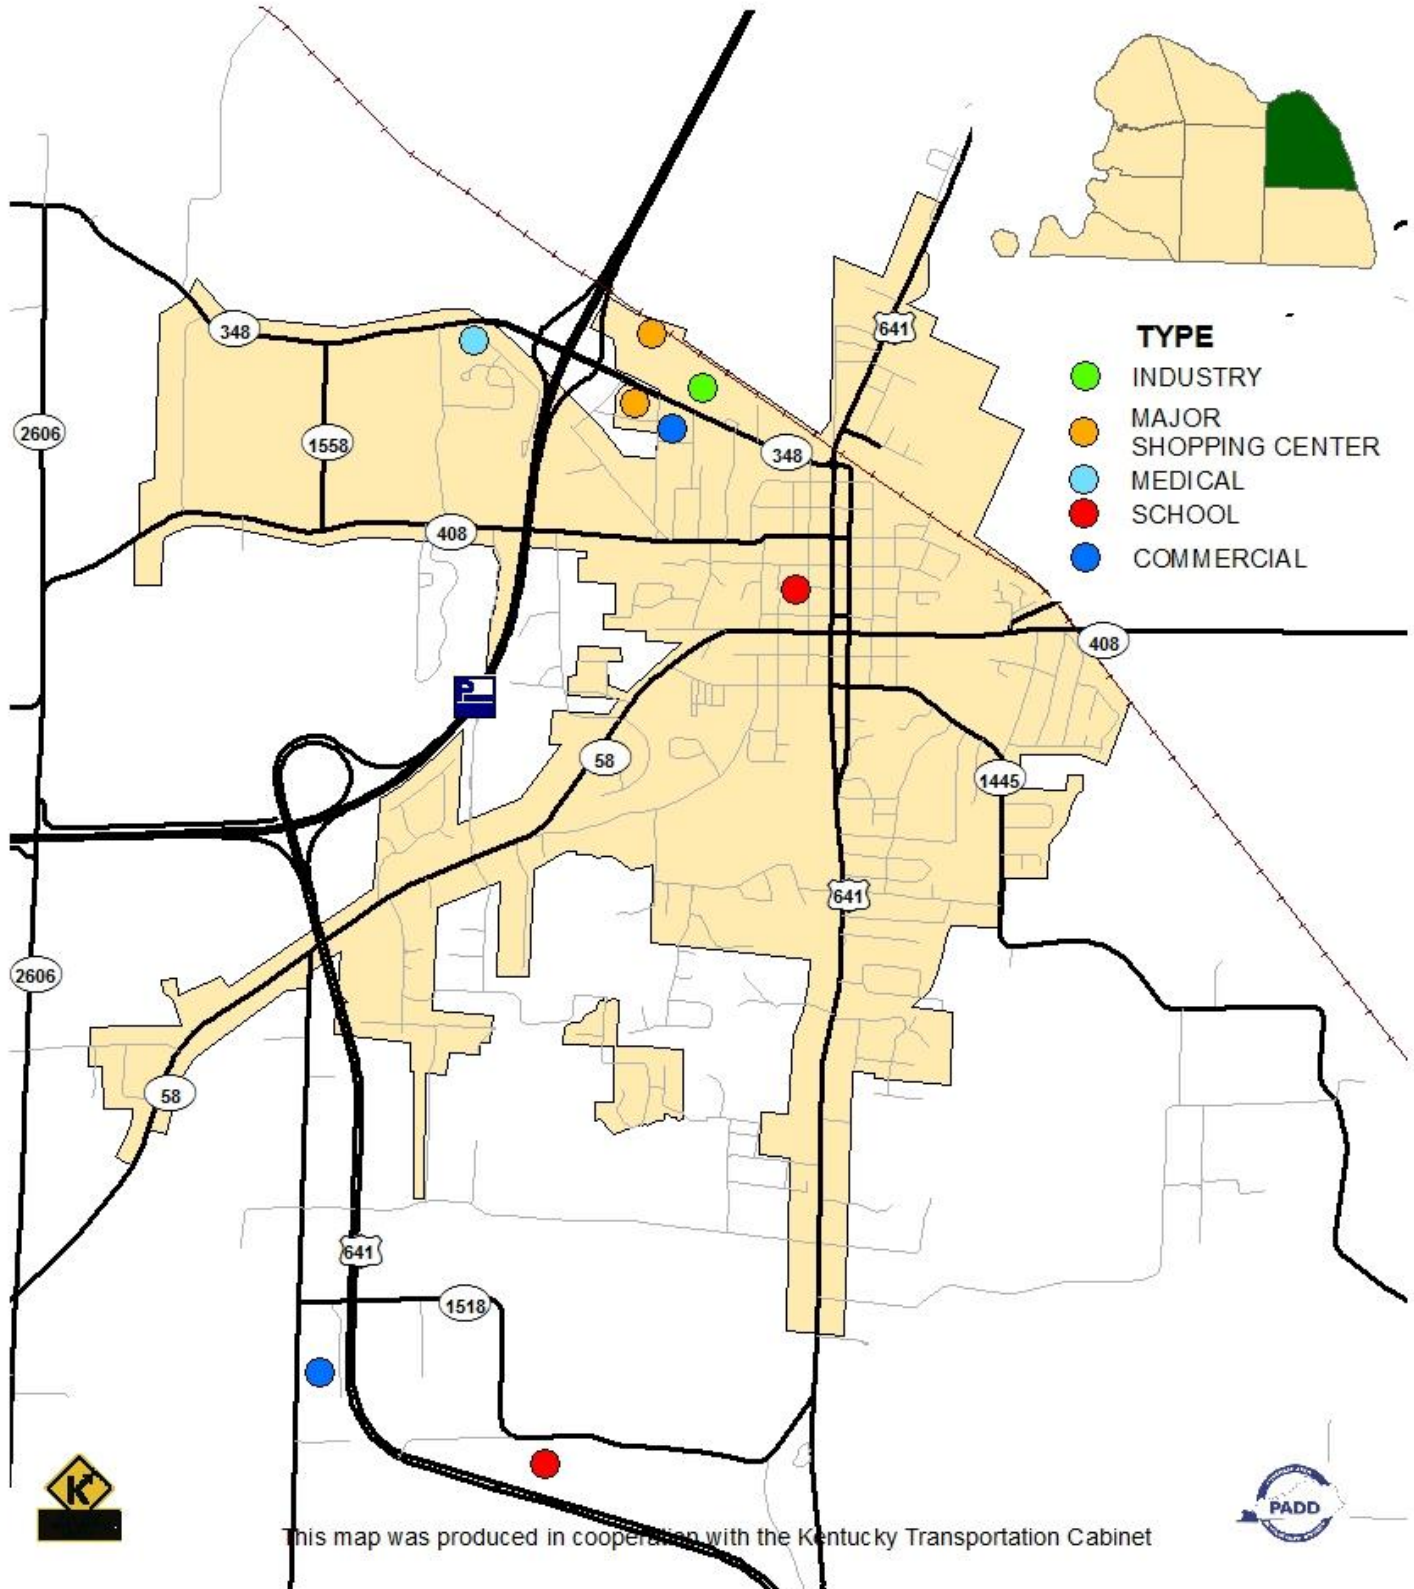 641
348
TYPE
INDUSTRY
2606
MAJOR
SHOPPING CENTER
1558
348
MEDICAL
SCHOOL
408
COMMERCIAL
408
P
58
1445
641
2606
58
641
1518
K
PADD
This map was produced in cooperation with the Kentucky Transportation Cabinet